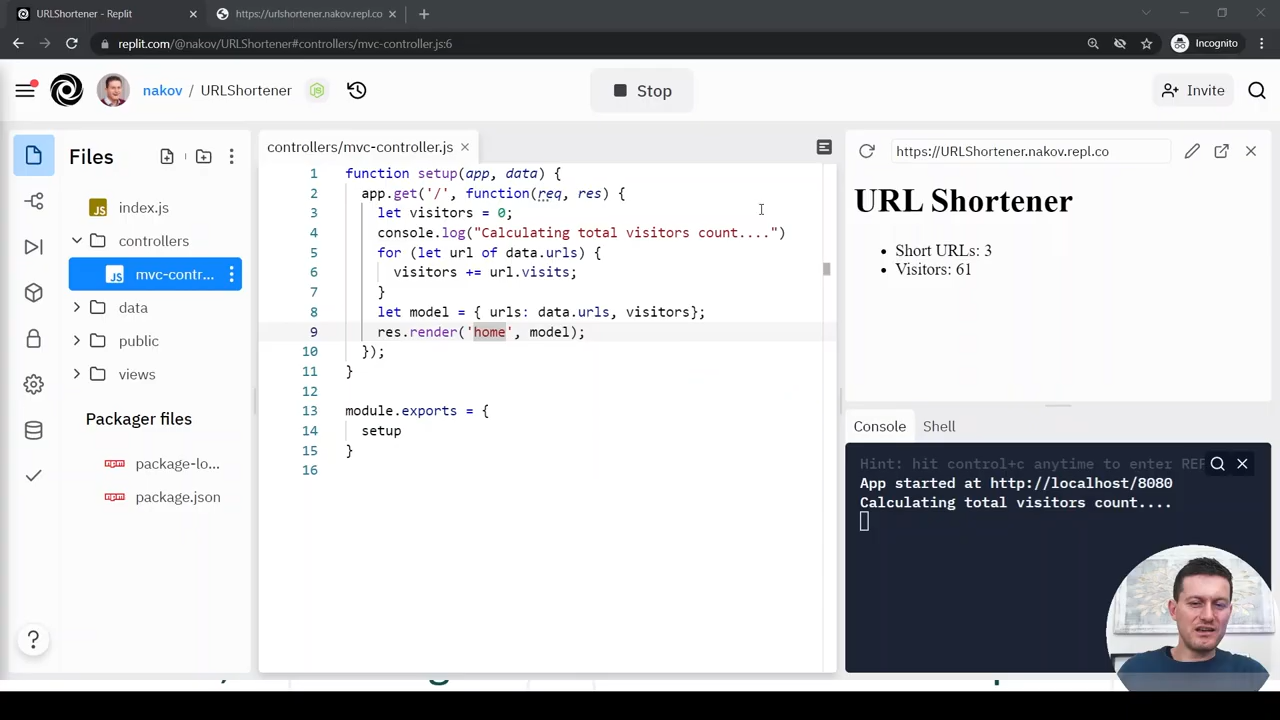 URLShortener - Replit
https://urlshortener.nakov.repl.co
replit.com/@nakov/URLShortener#controllers/mvc-controller.js:6
Incognito
nakov / URLShortener
Stop
Invite
Files
index.js
controllers
mvc-contr...
data
public
views
Packager files
package-lo...
package.json
controllers/mvc-controller.js
1 function setup(app, data) {
2 app.get('/', function(req, res) {
3 let visitors = 0;
4 console.log("Calculating total visitors count....")
5 for (let url of data.urls) {
6 visitors += url.visits;
7 }
8 let model = { urls: data.urls, visitors};
9 res.render('home', model);
10 });
11 }
12
13 module.exports = {
14 setup
15 }
16
https://URLShortener.nakov.repl.co
URL Shortener
• Short URLs: 3
• Visitors: 61
Console
Shell
Hint: hit control+c anytime to enter REP
App started at http://localhost/8080
Calculating total visitors count....
?